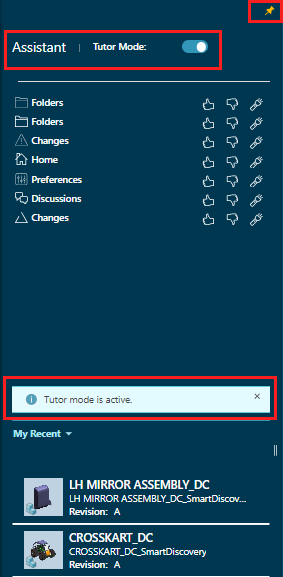 Assistant | Tutor Mode:
Folders
Folders
Changes
Home
Preferences
Discussions
Changes
Tutor mode is active.
My Recent
LH MIRROR ASSEMBLY_DC
LH MIRROR ASSEMBLY_DC_SmartDiscov...
Revision: A
CROSSKART_DC
CROSSKART_DC_SmartDiscovery
Revision: A